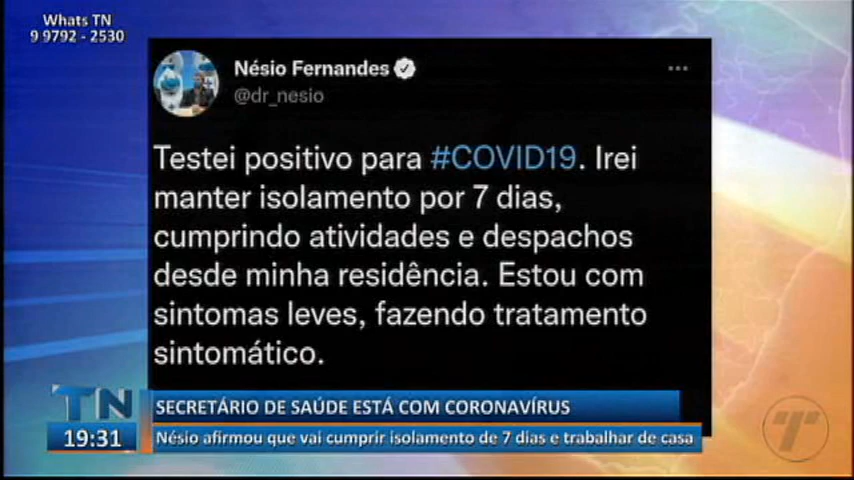 Whats TN
9 9792 - 2530
Nésio Fernandes
@dr_nesio
Testei positivo para #COVID19. Irei
manter isolamento por 7 dias,
cumprindo atividades e despachos
desde minha residência. Estou com
sintomas leves, fazendo tratamento
sintomático.
TN
SECRETÁRIO DE SAÚDE ESTÁ COM CORONAVÍRUS
19:31
Nésio afirmou que vai cumprir isolamento de 7 dias e trabalhar de casa
T